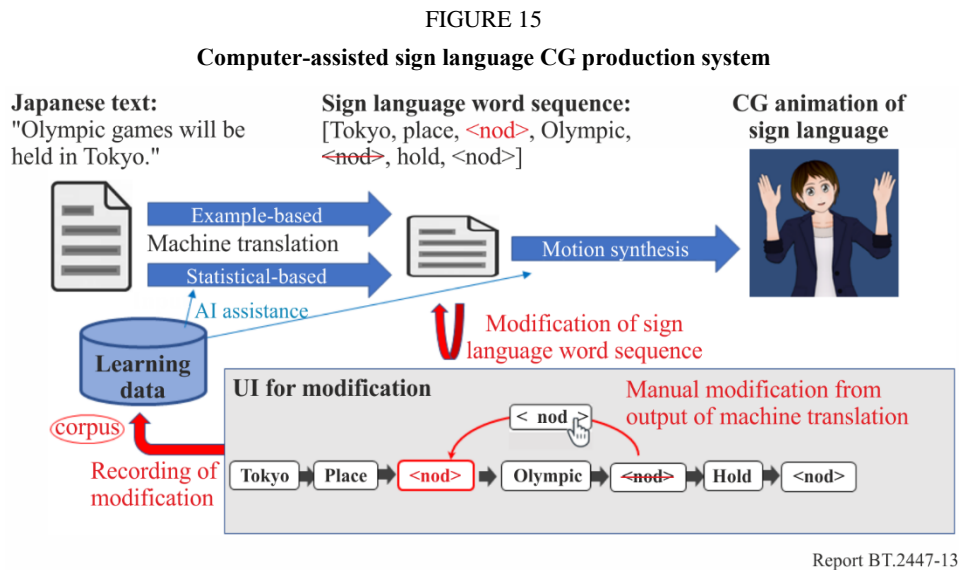 FIGURE 15
Computer-assisted sign language CG production system
Japanese text:
"Olympic games will be
held in Tokyo."
Sign language word sequence:
[Tokyo, place, <nod>, Olympic,
<nod>, hold, <nod>]
CG animation of
sign language
Example-based
Machine translation
Statistical-based
Motion synthesis
AI assistance
Learning
data
Modification of sign
language word sequence
corpus
Recording of
modification
UI for modification
Manual modification from
output of machine translation
< nod >
Tokyo
Place
<nod>
Olympic
<nod>
Hold
<nod>
Report BT.2447-13